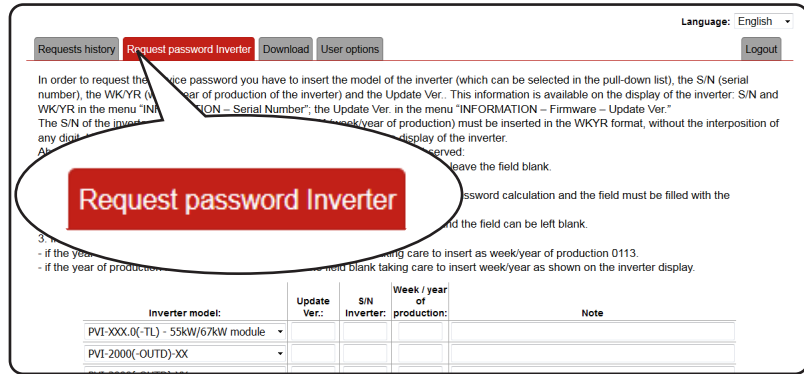 Language: English
Requests history Request password Inverter Download User options Logout
In order to request the vice password you have to insert the model of the inverter (which can be selected in the pull-down list), the S/N (serial
number), the WK/YR ear of production of the inverter) and the Update Ver.. This information is available on the display of the inverter: S/N and
WK/YR in the menu "IN TION – Serial Number"; the Update Ver. in the menu "INFORMATION – Firmware – Update Ver."
The S/N of the inverte week/year of production) must be inserted in the WKYR format, without the interposition of
any digit display of the inverter.
served:
leave the field blank.
Request password Inverter
ssword calculation and the field must be filled with the
nd the field can be left blank.
3.
- if the yea king care to insert as week/year of production 0113.
- if the year of product field blank taking care to insert week/year as shown on the inverter display.
Inverter model: Update Ver.: S/N Inverter: Week / year of production: Note
PVI-XXX.0(-TL) - 55kW/67kW module
PVI-2000(-OUTD)-XX